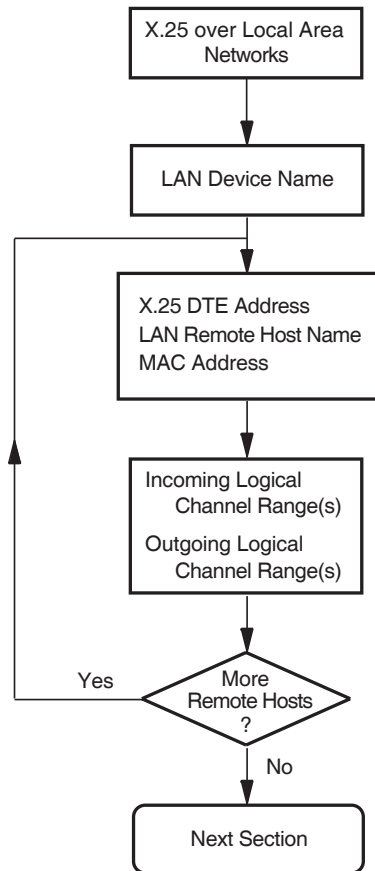 X.25 over Local Area
Networks
LAN Device Name
X.25 DTE Address
LAN Remote Host Name
MAC Address
Incoming Logical
Channel Range(s)
Outgoing Logical
Channel Range(s)
More
Remote Hosts
?
Yes
No
Next Section